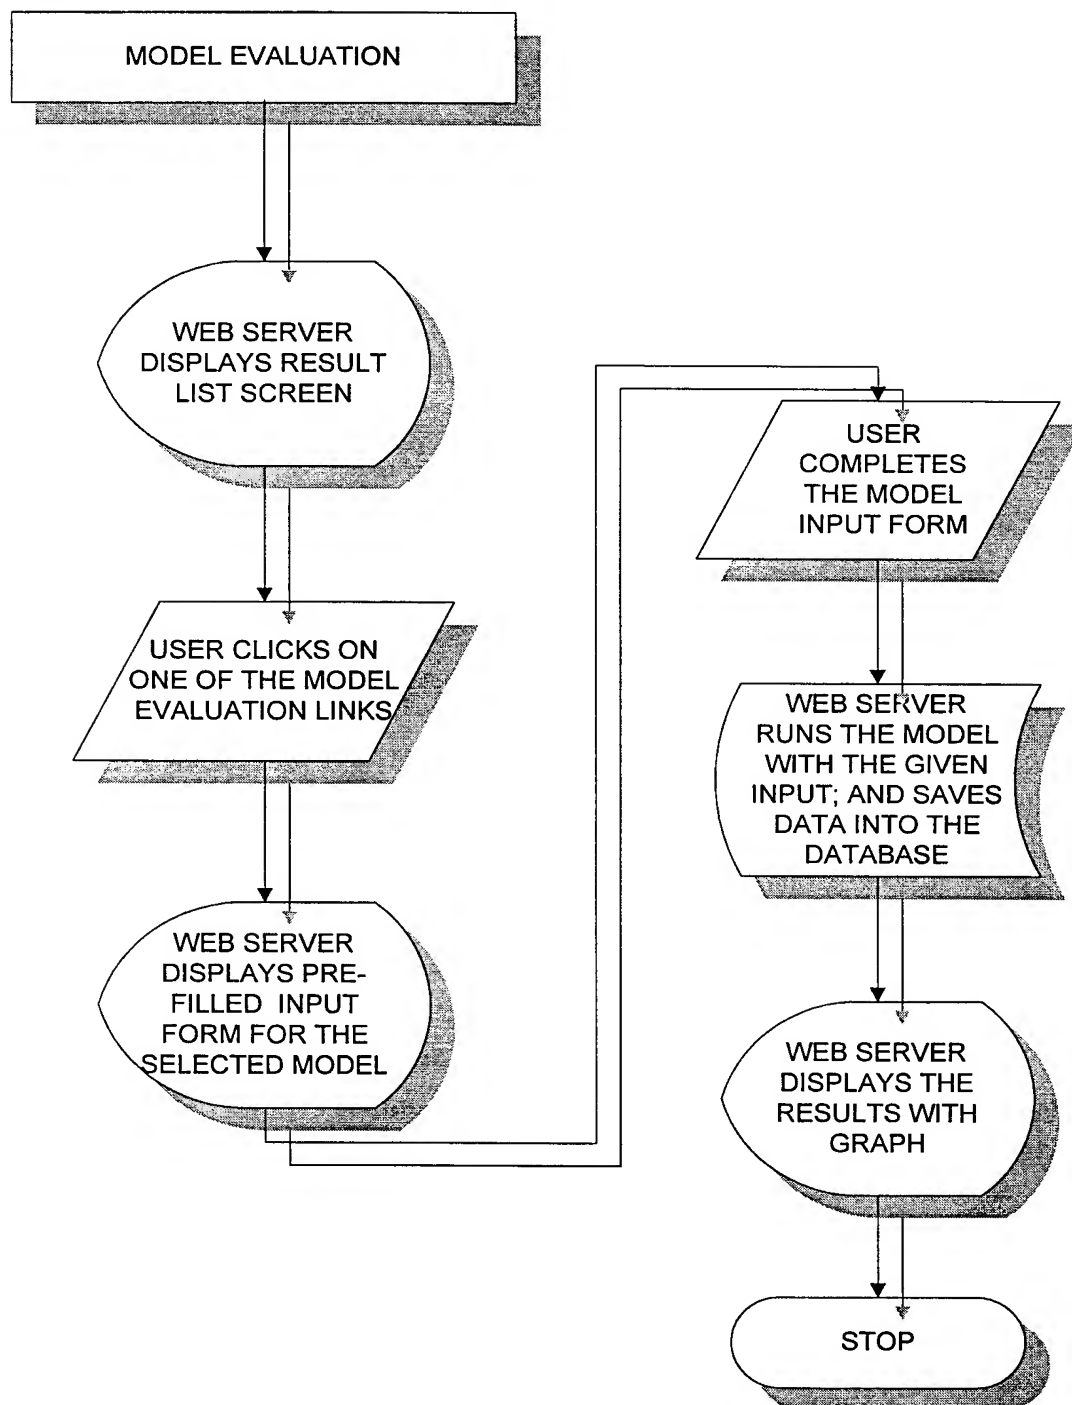 MODEL EVALUATION
WEB SERVER
DISPLAYS RESULT
LIST SCREEN
USER CLICKS ON
ONE OF THE MODEL
EVALUATION LINKS
WEB SERVER
DISPLAYS PRE-
FILLED INPUT
FORM FOR THE
SELECTED MODEL
USER
COMPLETES
THE MODEL
INPUT FORM
WEB SERVER
RUNS THE MODEL
WITH THE GIVEN
INPUT; AND SAVES
DATA INTO THE
DATABASE
WEB SERVER
DISPLAYS THE
RESULTS WITH
GRAPH
STOP